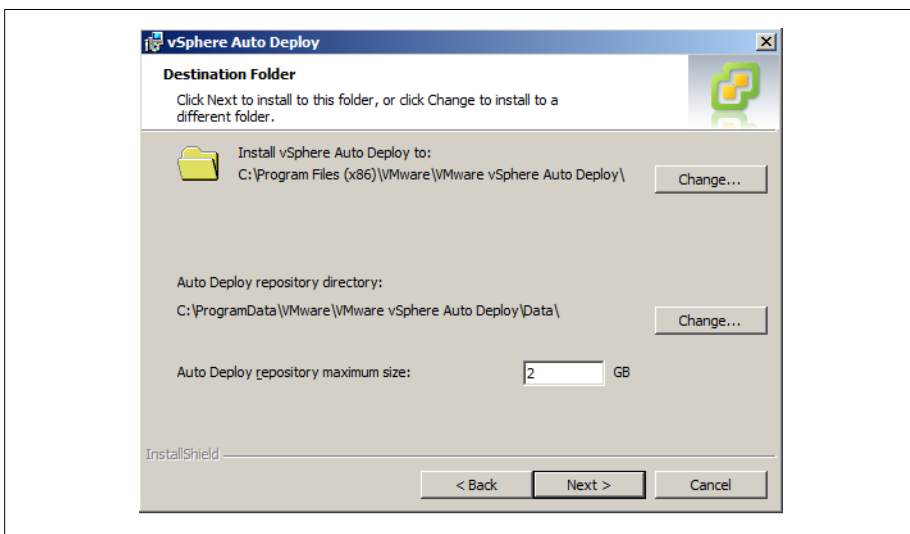 vSphere Auto Deploy
Destination Folder
Click Next to install to this folder, or click Change to install to a
different folder.
Install vSphere Auto Deploy to:
C:\Program Files (x86)\VMware\VMware vSphere Auto Deploy\
Change...
Auto Deploy repository directory:
C:\ProgramData\VMware\VMware vSphere Auto Deploy\Data\
Change...
Auto Deploy repository maximum size: 2 GB
InstallShield
< Back Next > Cancel